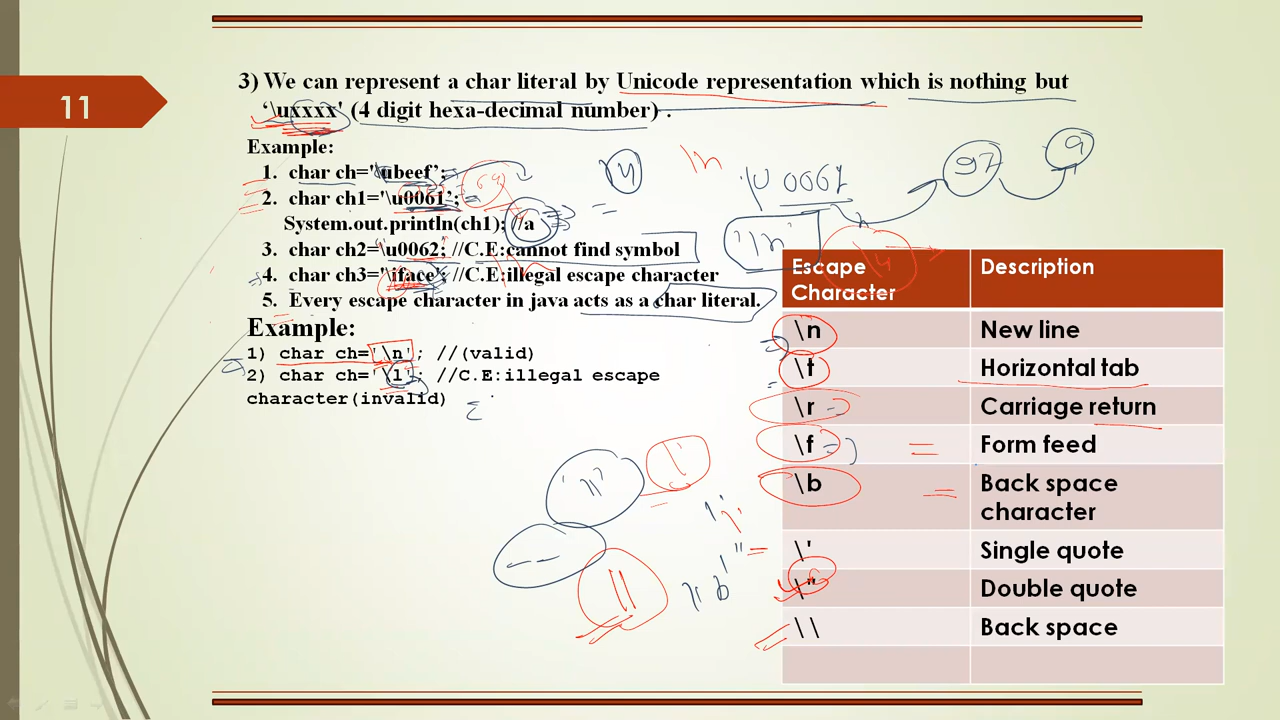 11
3) We can represent a char literal by Unicode representation which is nothing but
‘\uxxxx' (4 digit hexa-decimal number) .
Example:
1. char ch='\ubeef’;
2. char ch1='\u0061’;
System.out.println(ch1); //a
3. char ch2=\u0062; //C.E:cannot find symbol
4. char ch3='\iface'; //C.E:illegal escape character
5. Every escape character in java acts as a char literal.
Example:
1) char ch='\n'; //(valid)
2) char ch='\l'; //C.E:illegal escape
character(invalid)
\u 0061
97
'\n'
Escape Character Description
\n New line
\t Horizontal tab
\r Carriage return
\f Form feed
\b Back space
character
\' Single quote
\" Double quote
\\ Back space